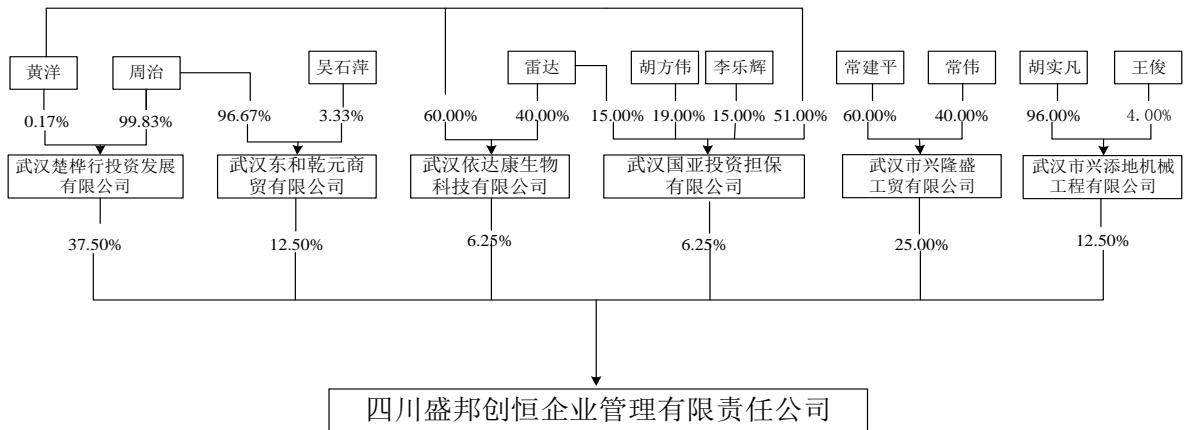 黄洋
周治
吴石萍
雷达
胡方伟
李乐辉
常建平
常伟
胡实凡
王俊
0.17%
99.83%
96.67%
3.33%
60.00%
40.00%
15.00%
19.00%
15.00%
51.00%
60.00%
40.00%
96.00%
4.00%
武汉楚桦行投资发展
有限公司
武汉东和乾元商
贸有限公司
武汉依达康生物
科技有限公司
武汉国亚投资担保
有限公司
武汉市兴隆盛
工贸有限公司
武汉市兴添地机械
工程有限公司
37.50%
12.50%
6.25%
6.25%
25.00%
12.50%
四川盛邦创恒企业管理有限责任公司